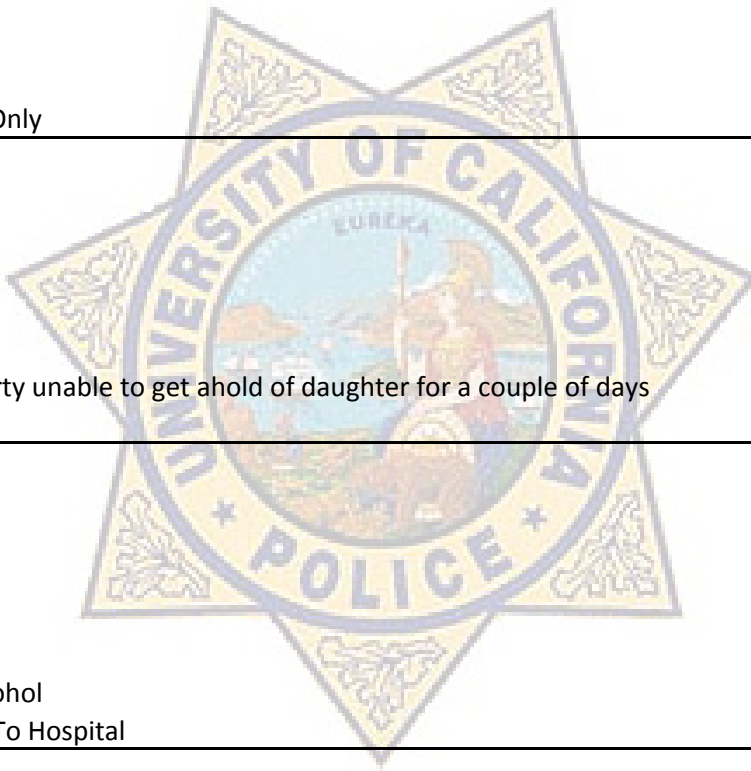 Only
UNIVERSITY OF CALIFORNIA
EUREKA
rty unable to get ahold of daughter for a couple of days
POLICE
ohol
To Hospital